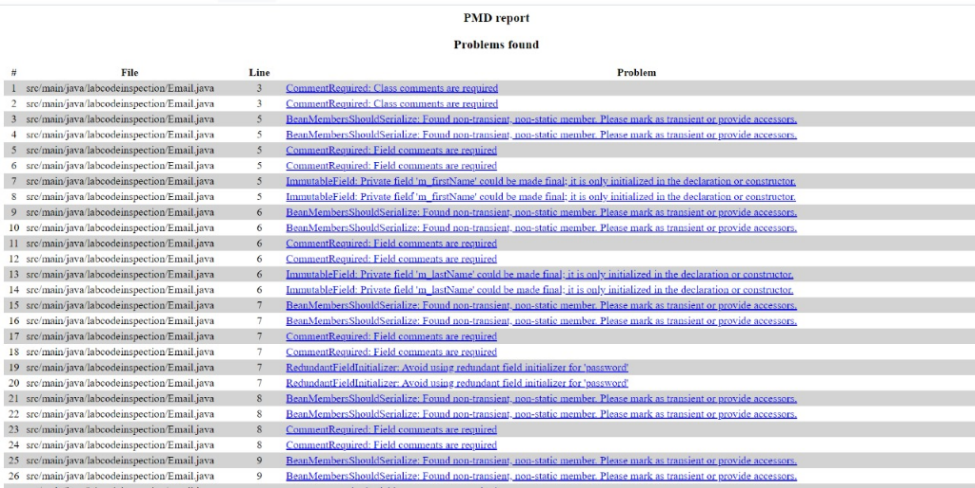 PMD report
Problems found
# File Line Problem
1 src/main/java/labcodeinspection/Email.java 3 CommentRequired: Class comments are required
2 src/main/java/labcodeinspection/Email.java 3 CommentRequired: Class comments are required
3 src/main/java/labcodeinspection/Email.java 5 BeanMembersShouldSerialize: Found non-transient, non-static member. Please mark as transient or provide accessors.
4 src/main/java/labcodeinspection/Email.java 5 BeanMembersShouldSerialize: Found non-transient, non-static member. Please mark as transient or provide accessors.
5 src/main/java/labcodeinspection/Email.java 5 CommentRequired: Field comments are required
6 src/main/java/labcodeinspection/Email.java 5 CommentRequired: Field comments are required
7 src/main/java/labcodeinspection/Email.java 5 ImmutableField: Private field 'm_firstName' could be made final; it is only initialized in the declaration or constructor.
8 src/main/java/labcodeinspection/Email.java 5 ImmutableField: Private field 'm_firstName' could be made final; it is only initialized in the declaration or constructor.
9 src/main/java/labcodeinspection/Email.java 6 BeanMembersShouldSerialize: Found non-transient, non-static member. Please mark as transient or provide accessors.
10 src/main/java/labcodeinspection/Email.java 6 BeanMembersShouldSerialize: Found non-transient, non-static member. Please mark as transient or provide accessors.
11 src/main/java/labcodeinspection/Email.java 6 CommentRequired: Field comments are required
12 src/main/java/labcodeinspection/Email.java 6 CommentRequired: Field comments are required
13 src/main/java/labcodeinspection/Email.java 6 ImmutableField: Private field 'm_lastName' could be made final; it is only initialized in the declaration or constructor.
14 src/main/java/labcodeinspection/Email.java 6 ImmutableField: Private field 'm_lastName' could be made final; it is only initialized in the declaration or constructor.
15 src/main/java/labcodeinspection/Email.java 7 BeanMembersShouldSerialize: Found non-transient, non-static member. Please mark as transient or provide accessors.
16 src/main/java/labcodeinspection/Email.java 7 BeanMembersShouldSerialize: Found non-transient, non-static member. Please mark as transient or provide accessors.
17 src/main/java/labcodeinspection/Email.java 7 CommentRequired: Field comments are required
18 src/main/java/labcodeinspection/Email.java 7 CommentRequired: Field comments are required
19 src/main/java/labcodeinspection/Email.java 7 RedundantFieldInitializer: Avoid using redundant field initializer for 'password'
20 src/main/java/labcodeinspection/Email.java 7 RedundantFieldInitializer: Avoid using redundant field initializer for 'password'
21 src/main/java/labcodeinspection/Email.java 8 BeanMembersShouldSerialize: Found non-transient, non-static member. Please mark as transient or provide accessors.
22 src/main/java/labcodeinspection/Email.java 8 BeanMembersShouldSerialize: Found non-transient, non-static member. Please mark as transient or provide accessors.
23 src/main/java/labcodeinspection/Email.java 8 CommentRequired: Field comments are required
24 src/main/java/labcodeinspection/Email.java 8 CommentRequired: Field comments are required
25 src/main/java/labcodeinspection/Email.java 9 BeanMembersShouldSerialize: Found non-transient, non-static member. Please mark as transient or provide accessors.
26 src/main/java/labcodeinspection/Email.java 9 BeanMembersShouldSerialize: Found non-transient, non-static member. Please mark as transient or provide accessors.